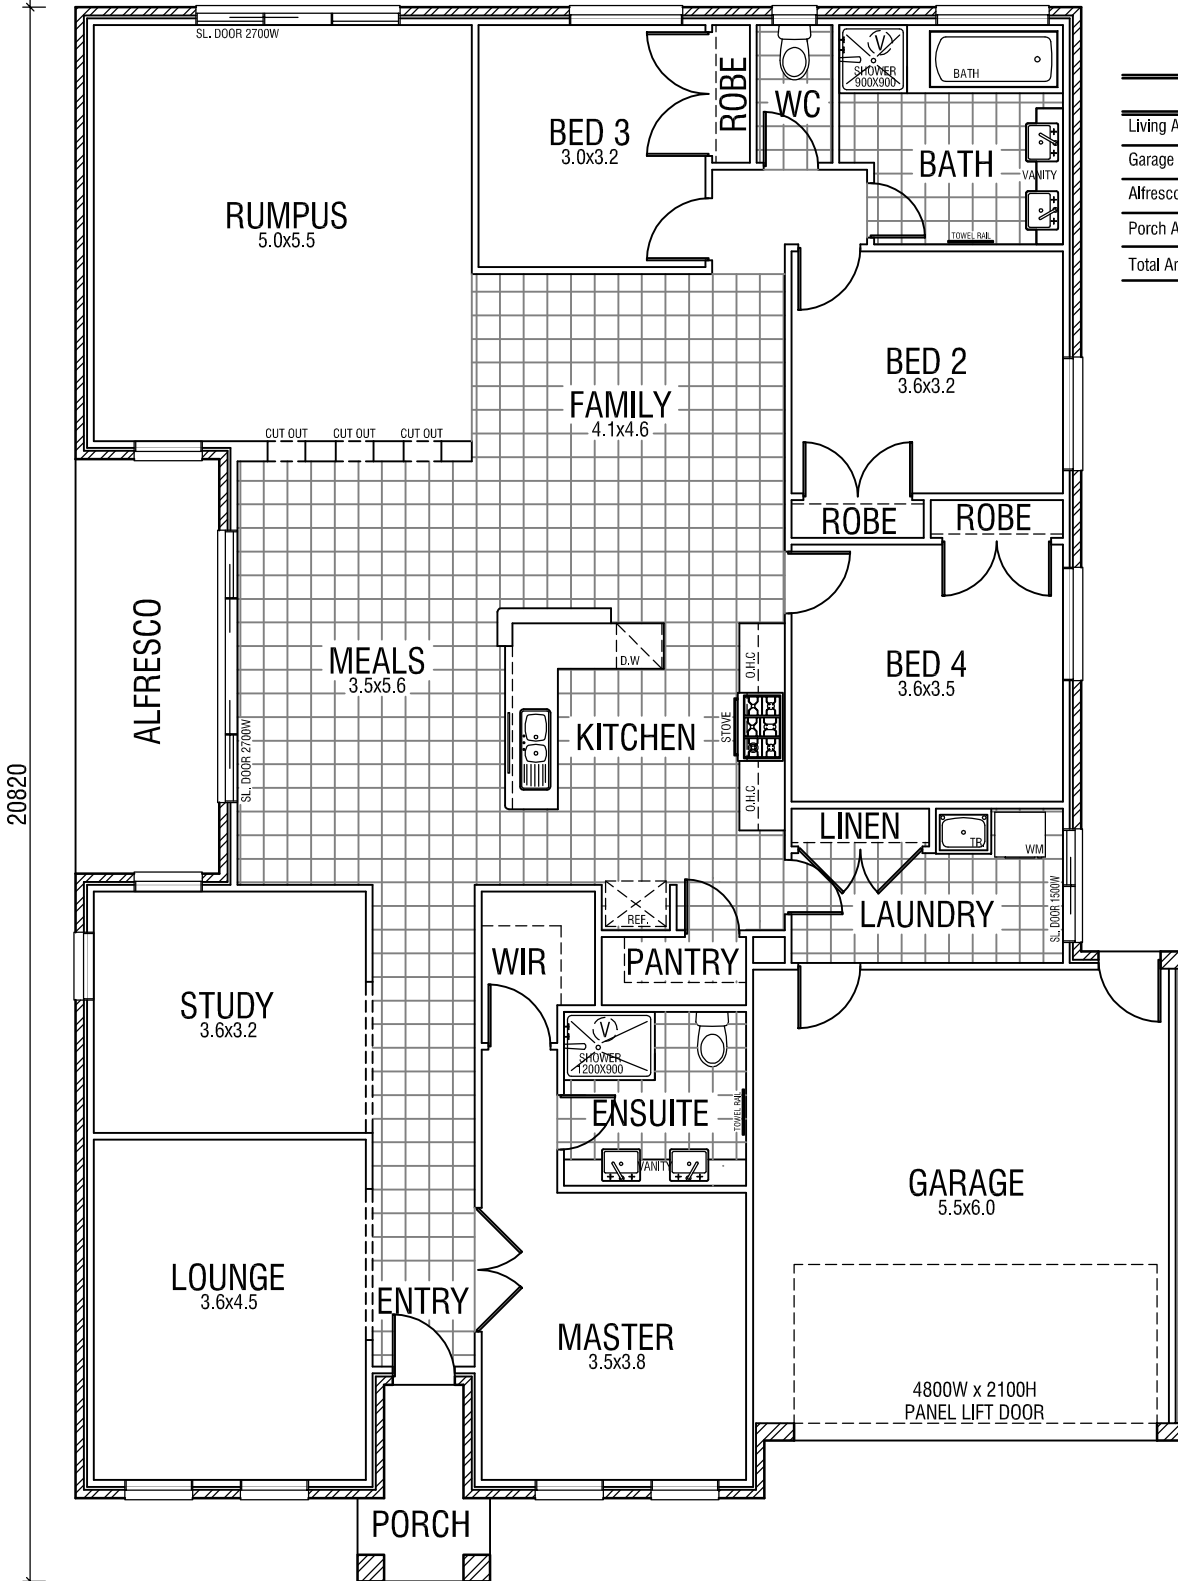 SL. DOOR 2700W
RUMPUS
5.0x5.5
BED 3
3.0x3.2
ROBE
WC
SHOWER
900X900
BATH
BATH
VANITY
TOWEL RAIL
Living
Garage
Alfresco
Porch
Total
BED 2
3.6x3.2
FAMILY
4.1x4.6
CUT OUT
CUT OUT
CUT OUT
ROBE
ROBE
ALFRESCO
MEALS
3.5x5.6
SL. DOOR 2700W
D.W
KITCHEN
O.H.C
STOVE
O.H.C
BED 4
3.6x3.5
20820
LINEN
TR
WM
LAUNDRY
SL. DOOR 1500W
REF.
WIR
PANTRY
STUDY
3.6x3.2
SHOWER
1200X900
ENSUITE
TOWEL RAIL
VANITY
GARAGE
5.5x6.0
LOUNGE
3.6x4.5
ENTRY
MASTER
3.5x3.8
4800W x 2100H
PANEL LIFT DOOR
PORCH
V
V